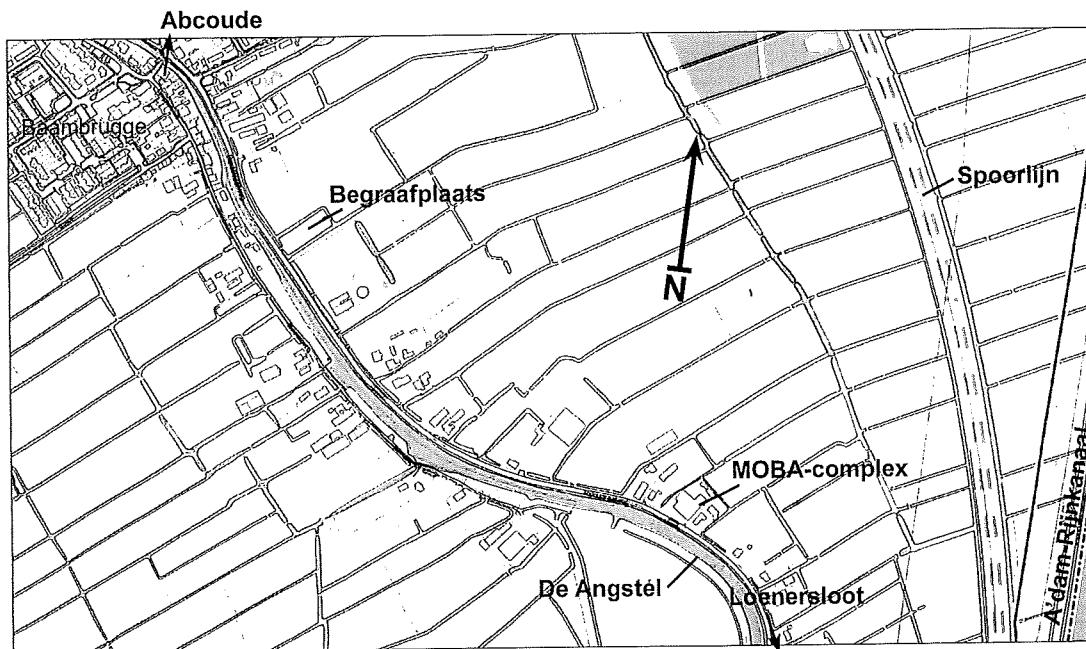 Abcoude
Baambrugge
Begraafplaats
Spoorlijn
N
MOBA-complex
De Angstel
Loenersloot
A'dam-Rijnkanaal